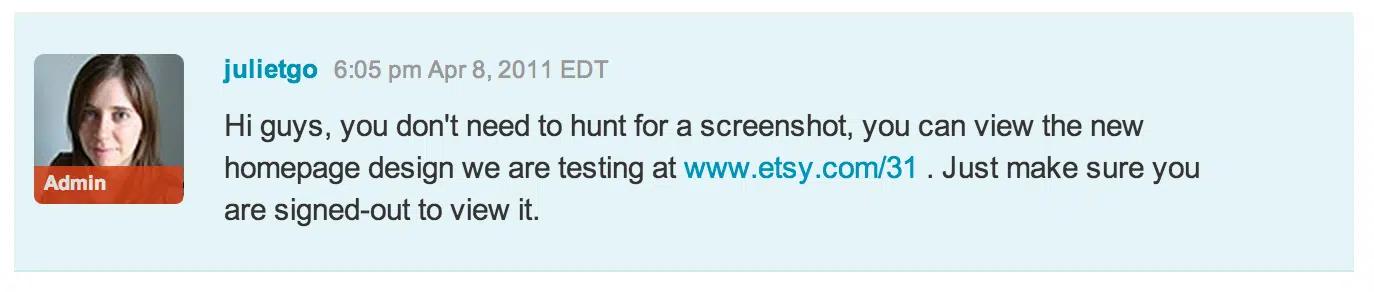 julietgo 6:05 pm Apr 8, 2011 EDT
Hi guys, you don't need to hunt for a screenshot, you can view the new
homepage design we are testing at www.etsy.com/31 . Just make sure you
are signed-out to view it.
Admin